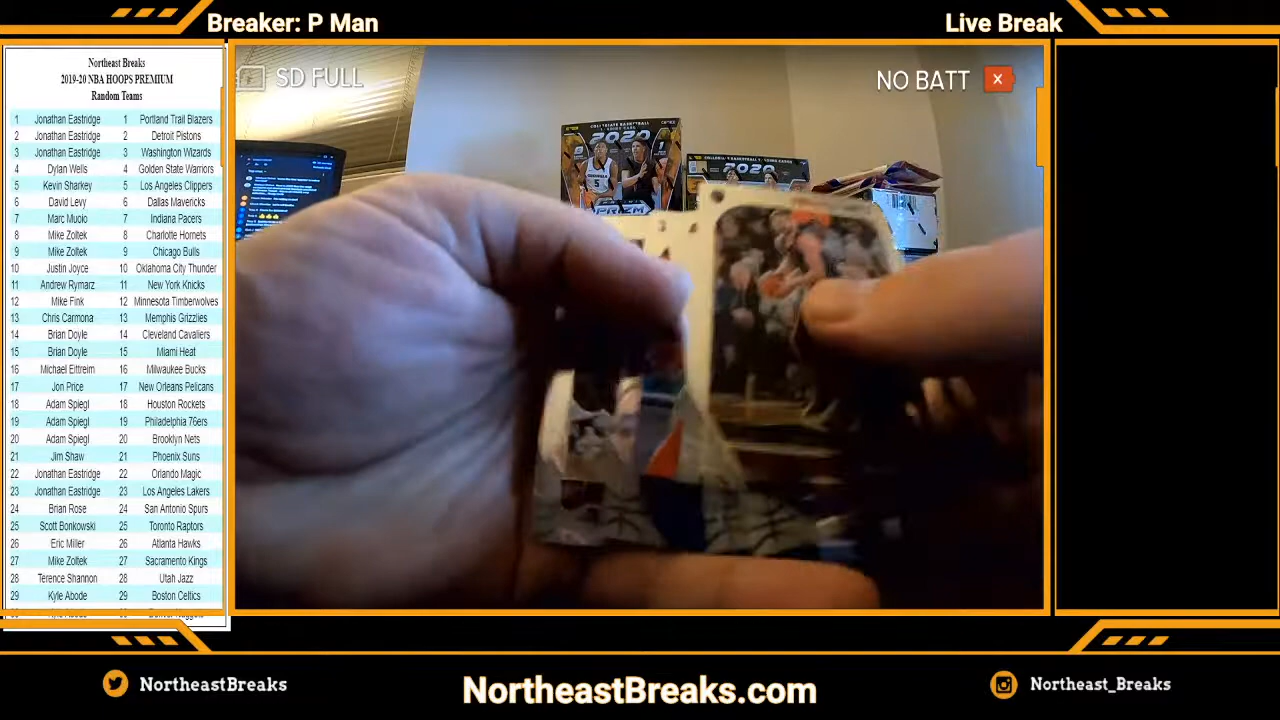 Breaker: P Man
Live Break
Northeast Breaks
2019-20 NBA HOOPS PREMIUM
Random Teams
1 Jonathan Eastridge 1 Portland Trail Blazers
2 Jonathan Eastridge 2 Detroit Pistons
3 Jonathan Eastridge 3 Washington Wizards
4 Dylan Wells 4 Golden State Warriors
5 Kevin Sharkey 5 Los Angeles Clippers
6 David Levy 6 Dallas Mavericks
7 Marc Muoio 7 Indiana Pacers
8 Mike Zoltek 8 Charlotte Hornets
9 Mike Zoltek 9 Chicago Bulls
10 Justin Joyce 10 Oklahoma City Thunder
11 Andrew Rymarz 11 New York Knicks
12 Mike Fink 12 Minnesota Timberwolves
13 Chris Carmona 13 Memphis Grizzlies
14 Brian Doyle 14 Cleveland Cavaliers
15 Brian Doyle 15 Miami Heat
16 Michael Eittreim 16 Milwaukee Bucks
17 Jon Price 17 New Orleans Pelicans
18 Adam Spiegl 18 Houston Rockets
19 Adam Spiegl 19 Philadelphia 76ers
20 Adam Spiegl 20 Brooklyn Nets
21 Jim Shaw 21 Phoenix Suns
22 Jonathan Eastridge 22 Orlando Magic
23 Jonathan Eastridge 23 Los Angeles Lakers
24 Brian Rose 24 San Antonio Spurs
25 Scott Bonkowski 25 Toronto Raptors
26 Eric Miller 26 Atlanta Hawks
27 Mike Zoltek 27 Sacramento Kings
28 Terence Shannon 28 Utah Jazz
29 Kyle Abode 29 Boston Celtics
SD FULL
NO BATT
2020
PRIZM
2020
NortheastBreaks
NortheastBreaks.com
Northeast_Breaks